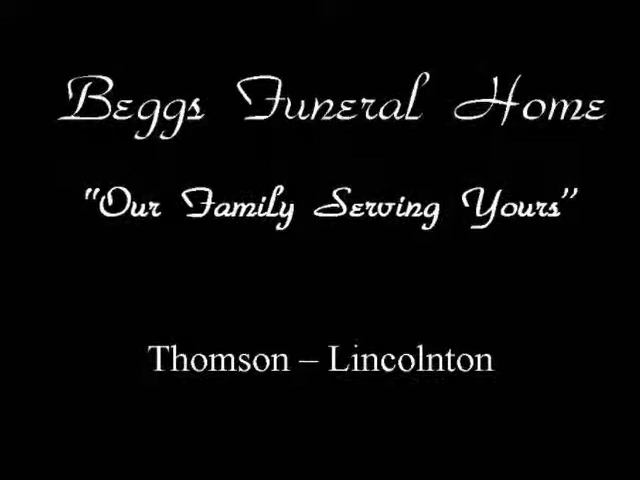 Beggs Funeral Home
"Our Family Serving Yours"
Thomson – Lincolnton